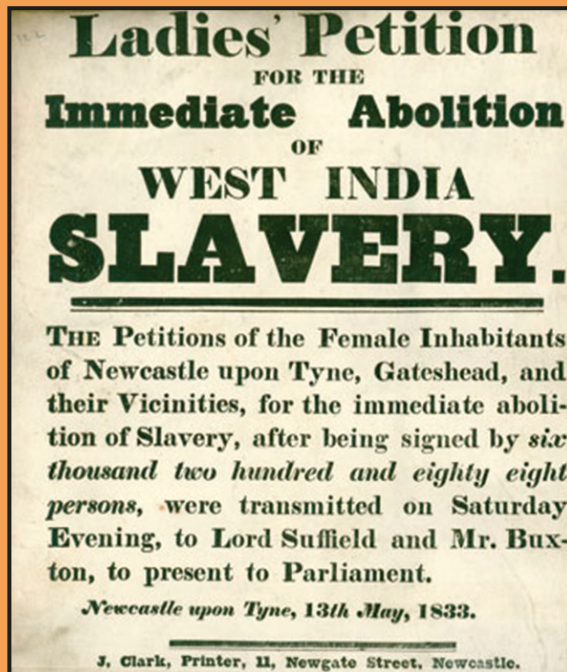 Ladies' Petition
FOR THE
Immediate Abolition
OF
WEST INDIA
SLAVERY.
THE Petitions of the Female Inhabitants
of Newcastle upon Tyne, Gateshead, and
their Vicinities, for the immediate aboli-
tion of Slavery, after being signed by six
thousand two hundred and eighty eight
persons, were transmitted on Saturday
Evening, to Lord Suffield and Mr. Bux-
ton, to present to Parliament.
Newcastle upon Tyne, 13th May, 1833.
J, Clark, Printer, 11, Newgate Street, Newcastle.